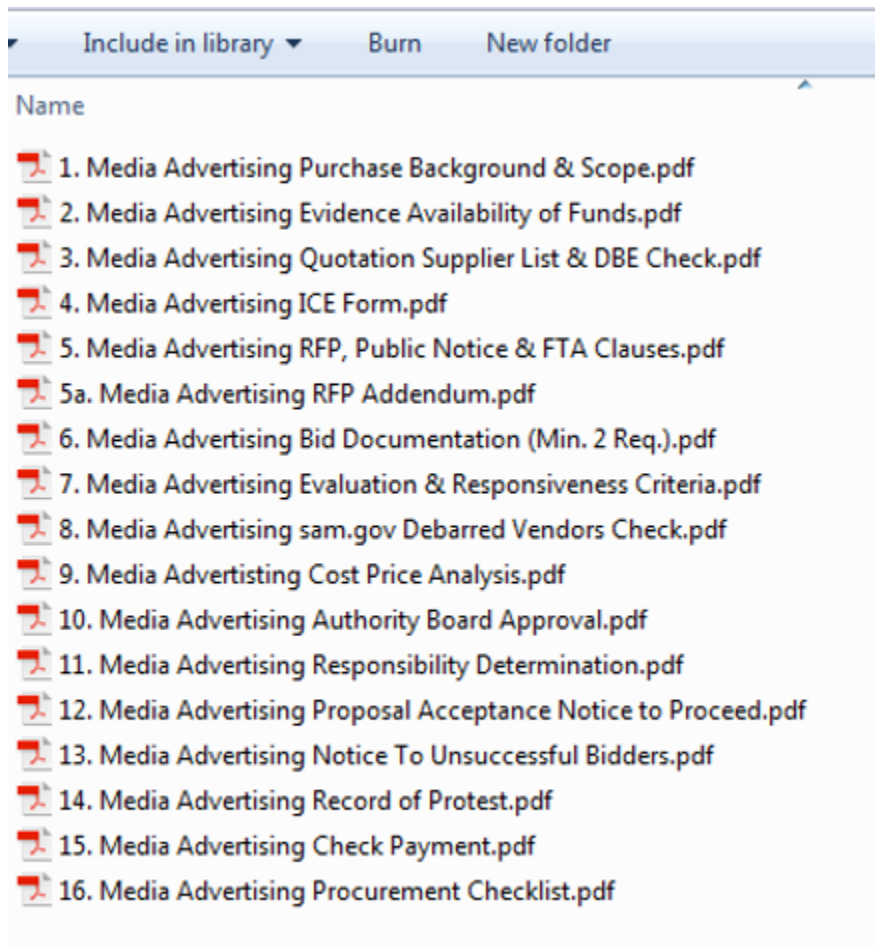 Include in library Burn New folder
Name
1. Media Advertising Purchase Background & Scope.pdf
2. Media Advertising Evidence Availability of Funds.pdf
3. Media Advertising Quotation Supplier List & DBE Check.pdf
4. Media Advertising ICE Form.pdf
5. Media Advertising RFP, Public Notice & FTA Clauses.pdf
5a. Media Advertising RFP Addendum.pdf
6. Media Advertising Bid Documentation (Min. 2 Req.).pdf
7. Media Advertising Evaluation & Responsiveness Criteria.pdf
8. Media Advertising sam.gov Debarred Vendors Check.pdf
9. Media Advertisting Cost Price Analysis.pdf
10. Media Advertising Authority Board Approval.pdf
11. Media Advertising Responsibility Determination.pdf
12. Media Advertising Proposal Acceptance Notice to Proceed.pdf
13. Media Advertising Notice To Unsuccessful Bidders.pdf
14. Media Advertising Record of Protest.pdf
15. Media Advertising Check Payment.pdf
16. Media Advertising Procurement Checklist.pdf